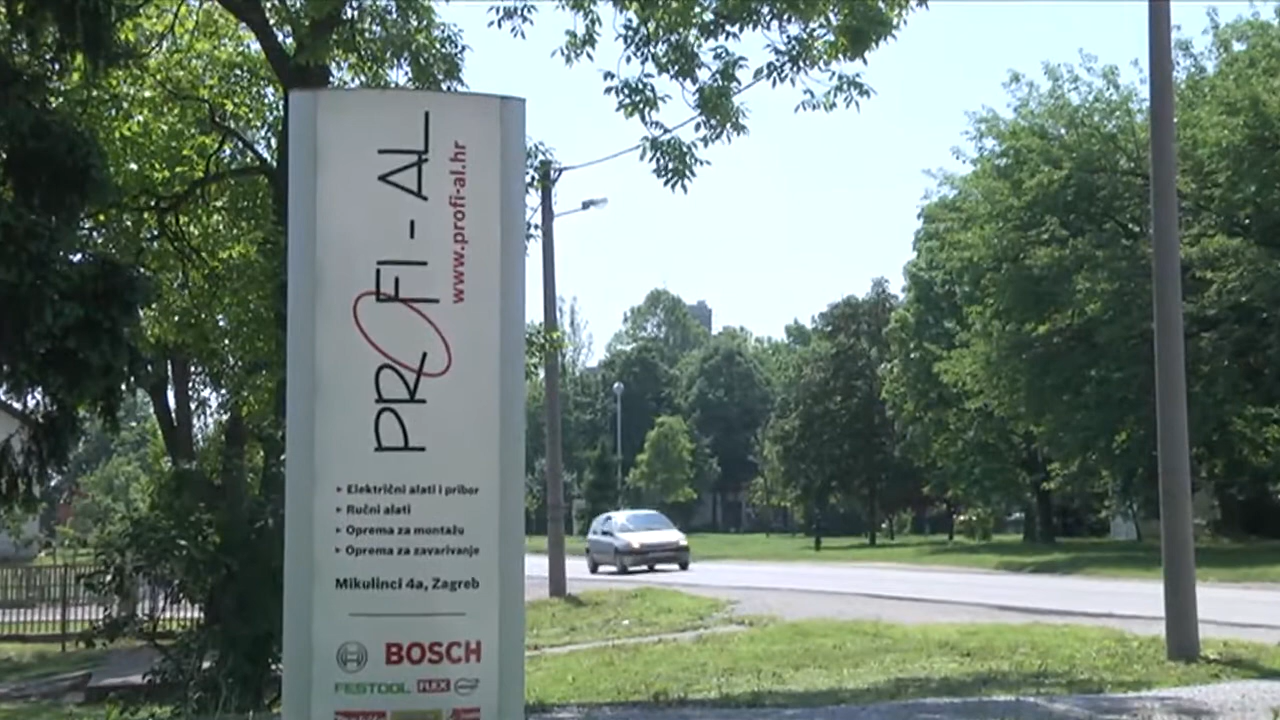 PROFI - AL
www.profi-al.hr
▸ Električni alati i pribor
▸ Ručni alati
▸ Oprema za montažu
▸ Oprema za zavarivanje
Mikulinci 4a, Zagreb
BOSCH
FESTOOL FLEX